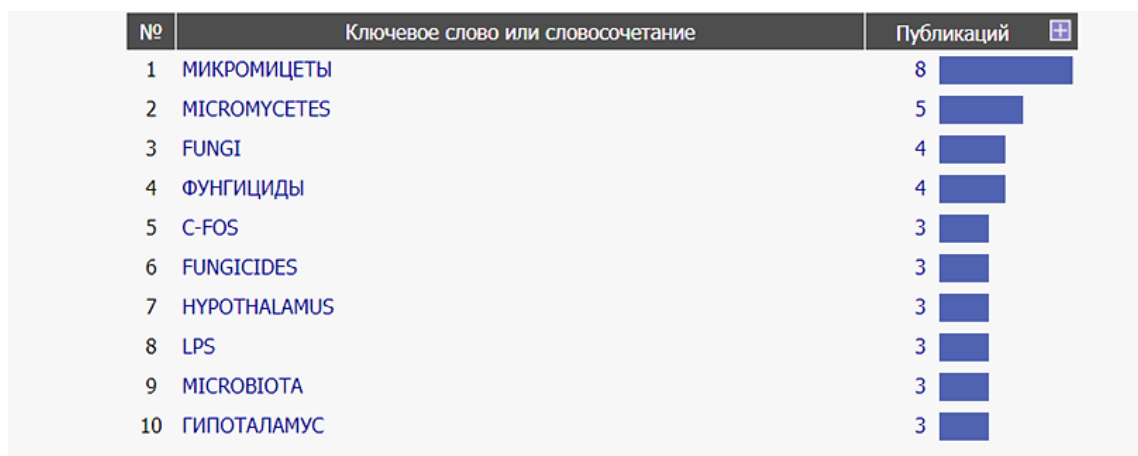 № Ключевое слово или словосочетание Публикаций
1 МИКРОМИЦЕТЫ 8
2 MICROMYCETES 5
3 FUNGI 4
4 ФУНГИЦИДЫ 4
5 C-FOS 3
6 FUNGICIDES 3
7 HYPOTHALAMUS 3
8 LPS 3
9 MICROBIOTA 3
10 ГИПОТАЛАМУС 3